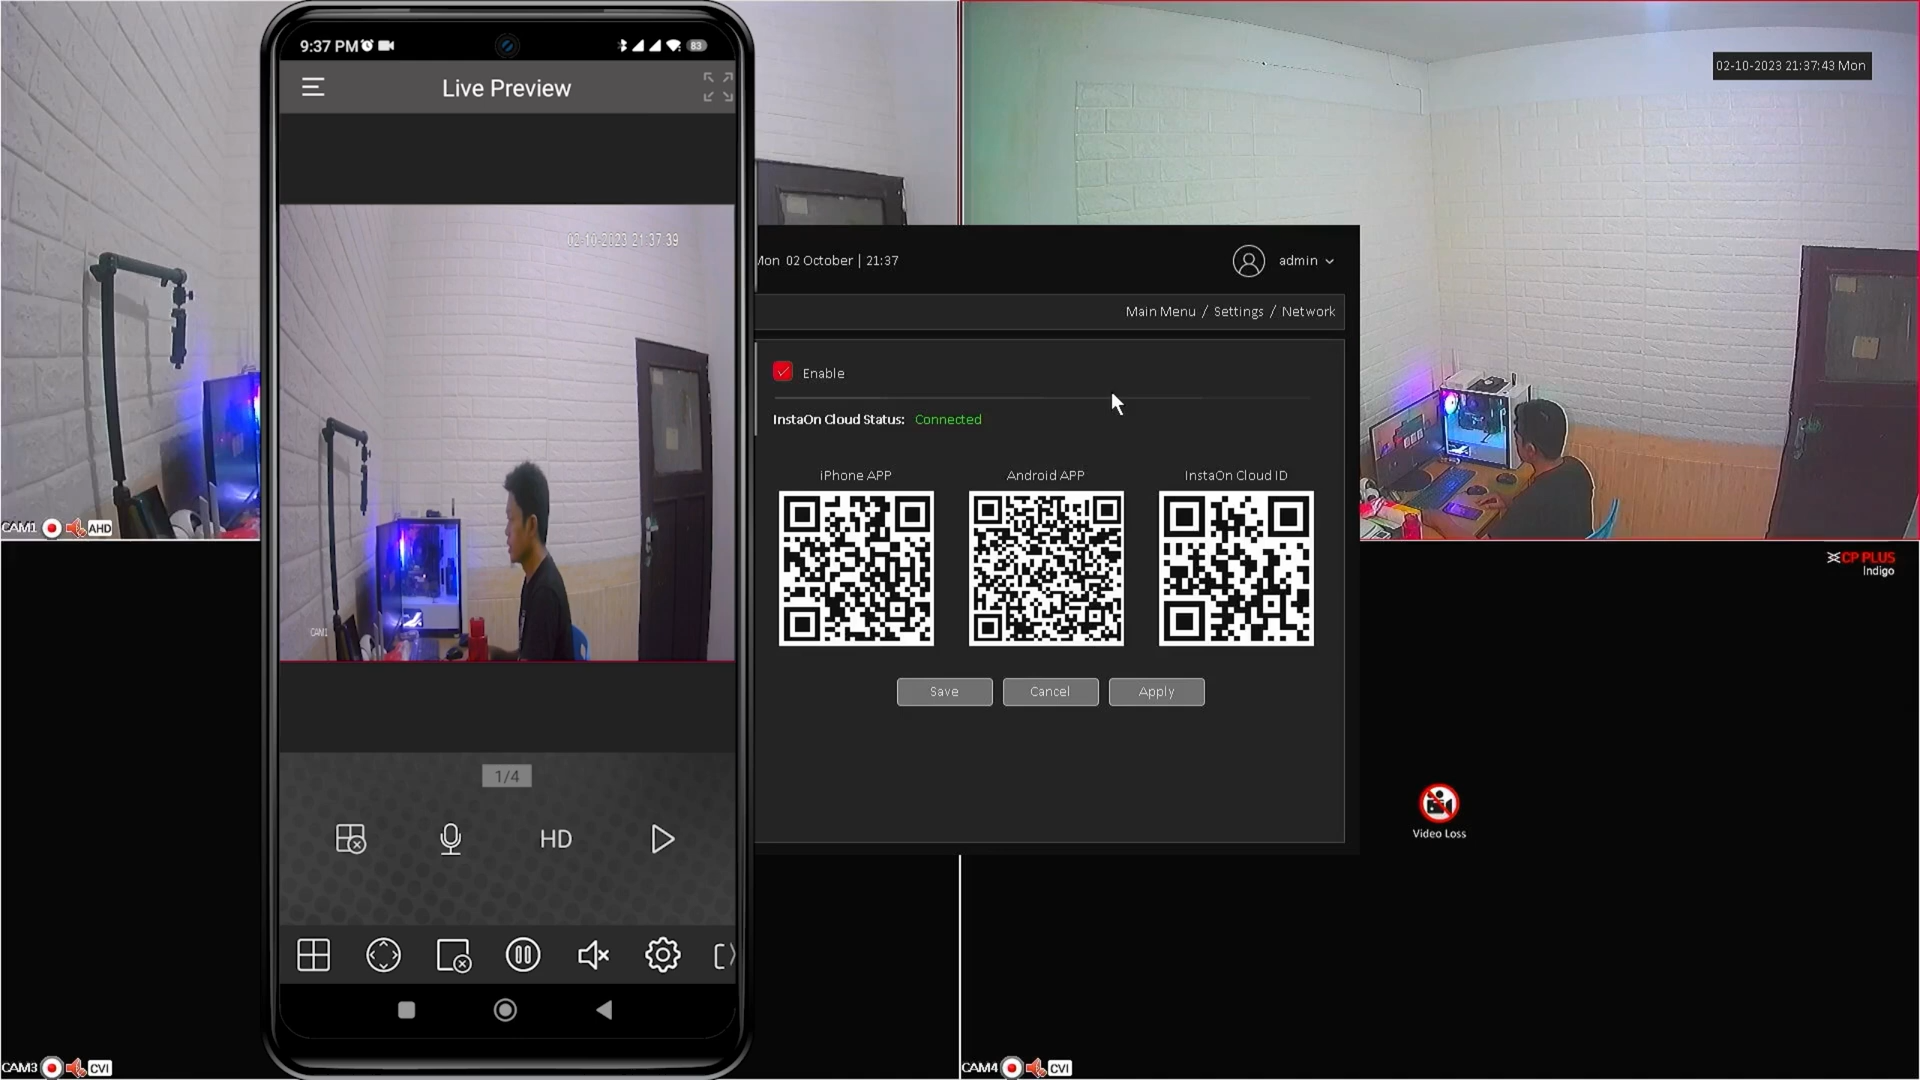 9:37 PM
83
Live Preview
02-10-2023 21:37:43 Mon
02-10-2023 21:37:39
Mon 02 October | 21:37
admin
Main Menu / Settings / Network
Enable
InstaOn Cloud Status: Connected
iPhone APP
Android APP
InstaOn Cloud ID
CAM1
AHD
CAM1
Save
Cancel
Apply
CP PLUS
Indigo
1/4
HD
Video Loss
CAM3
CVI
CAM4
CVI